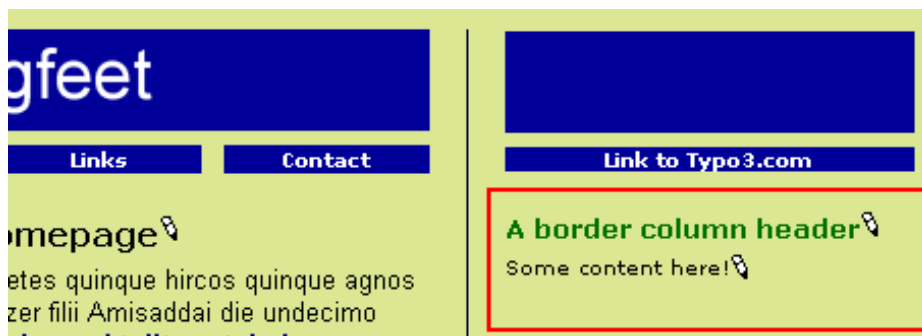 gfeet
Links
Contact
omepage
etes quinque hircos quinque agnos
zer filii Amisaddai die undecimo
Link to Typo3.com
A border column header
Some content here!